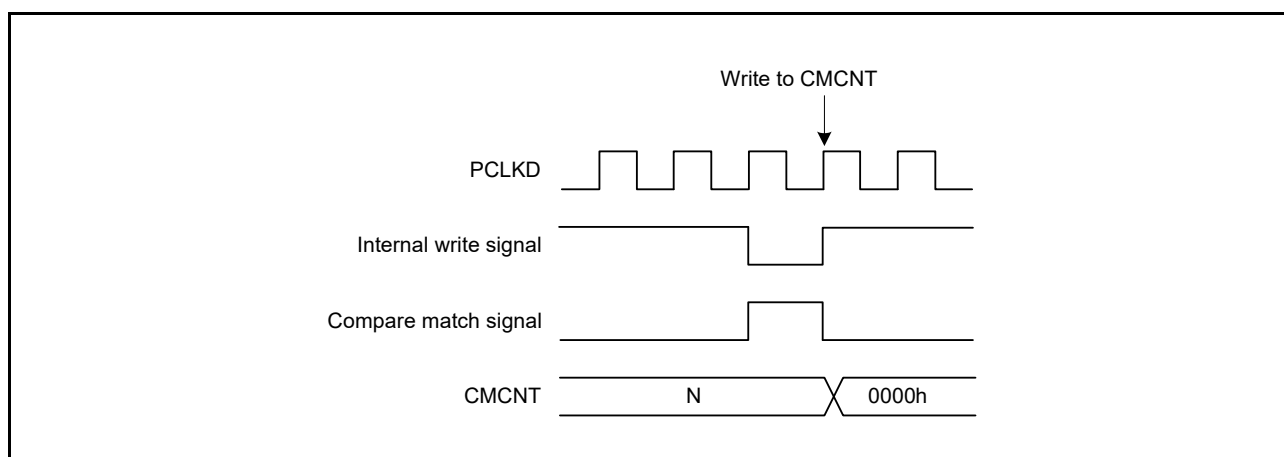 Write to CMCNT
PCLKD
Internal write signal
Compare match signal
CMCNT N 0000h